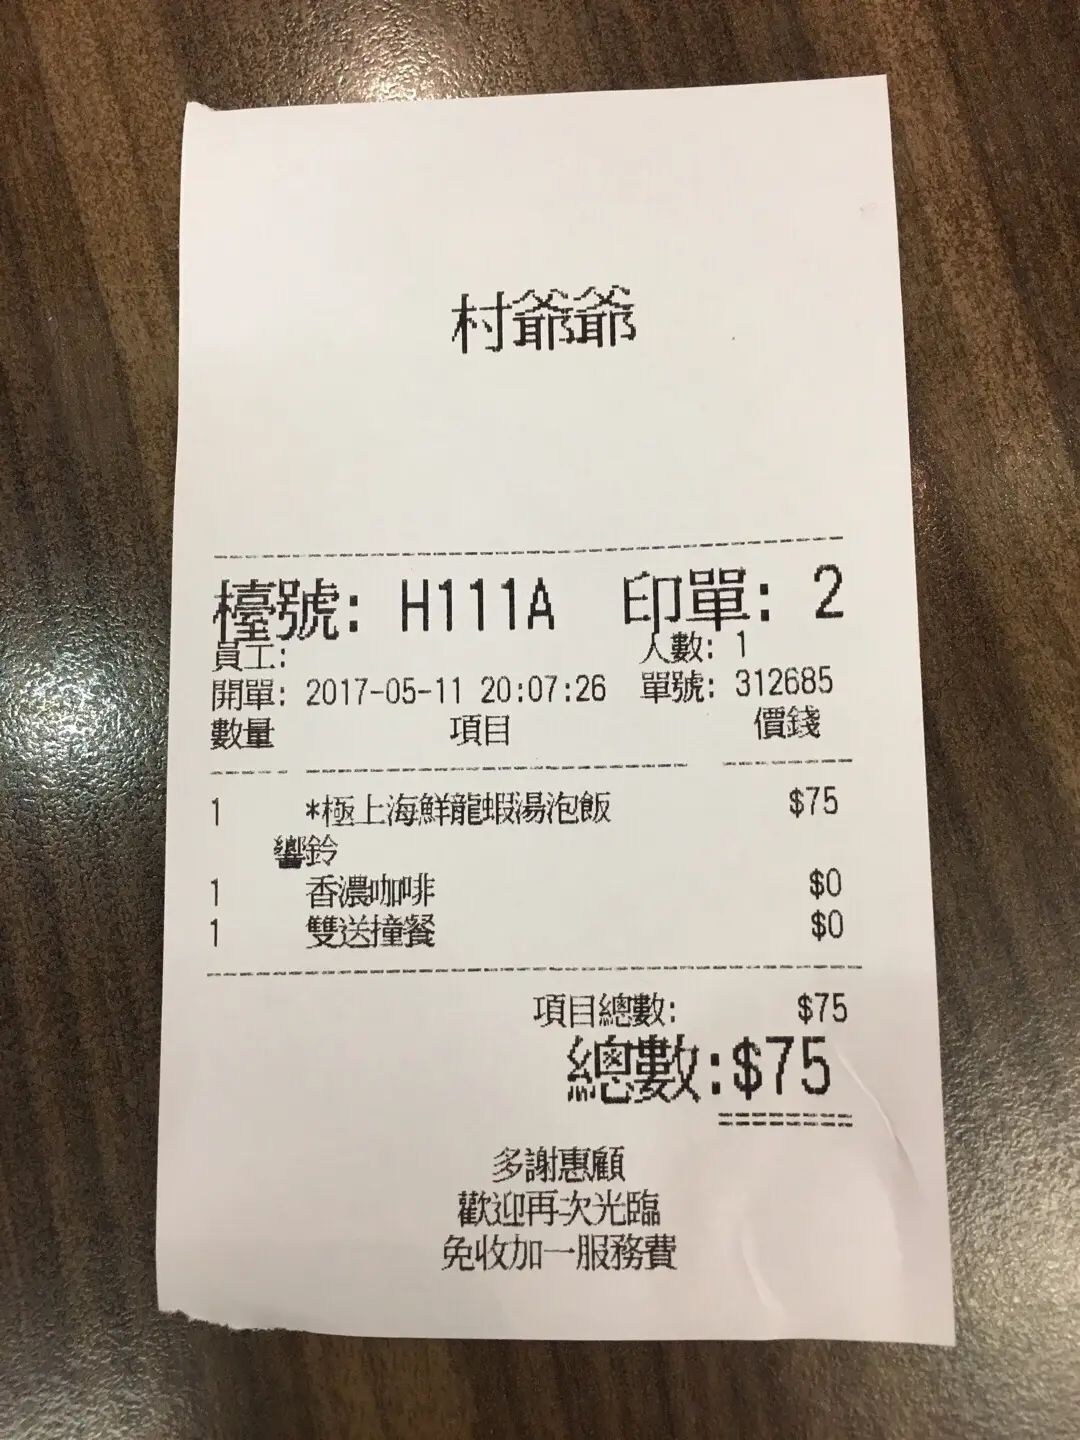 村爺爺
檯號: H111A 印單: 2
員工: 人數: 1
開單: 2017-05-11 20:07:26 單號: 312685
數量 項目 價錢
1 *極上海鮮龍蝦湯泡飯 $75
響鈴
1 香濃咖啡 $0
1 雙送撞餐 $0
項目總數: $75
總數:$75
多謝惠顧
歡迎再次光臨
免收加一服務費